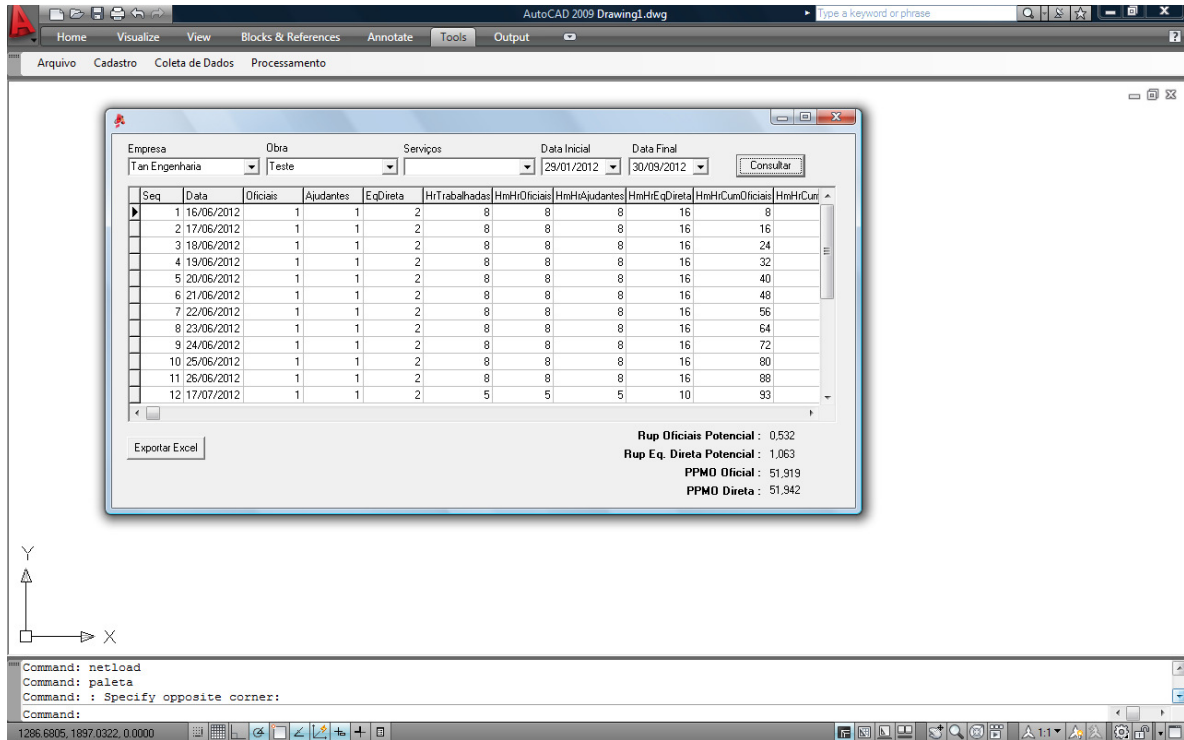 AutoCAD 2009 Drawing1.dwg
Type a keyword or phrase
Home Visualize View Blocks & References Annotate Tools Output
Arquivo Cadastro Coleta de Dados Processamento
Empresa Obra Serviços Data Inicial Data Final
Tan Engenharia Teste 29/01/2012 30/09/2012 Consultar
Seq Data Oficiais Ajudantes EqDireta HrTrabalhadas HmHrOficiais HmHrAjudantes HmHrEqDireta HmHrCumOficiais HmHrCum
1 16/06/2012 1 1 2 8 8 8 16 8
2 17/06/2012 1 1 2 8 8 8 16 16
3 18/06/2012 1 1 2 8 8 8 16 24
4 19/06/2012 1 1 2 8 8 8 16 32
5 20/06/2012 1 1 2 8 8 8 16 40
6 21/06/2012 1 1 2 8 8 8 16 48
7 22/06/2012 1 1 2 8 8 8 16 56
8 23/06/2012 1 1 2 8 8 8 16 64
9 24/06/2012 1 1 2 8 8 8 16 72
10 25/06/2012 1 1 2 8 8 8 16 80
11 26/06/2012 1 1 2 8 8 8 16 88
12 17/07/2012 1 1 2 5 5 5 10 93
Exportar Excel
Rup Oficiais Potencial : 0,532
Rup Eq. Direta Potencial : 1,063
PPMO Oficial : 51,919
PPMO Direta : 51,942
Y
X
Command: netload
Command: paleta
Command: : Specify opposite corner:
Command:
1286.6805, 1897.0322, 0.0000 1:1